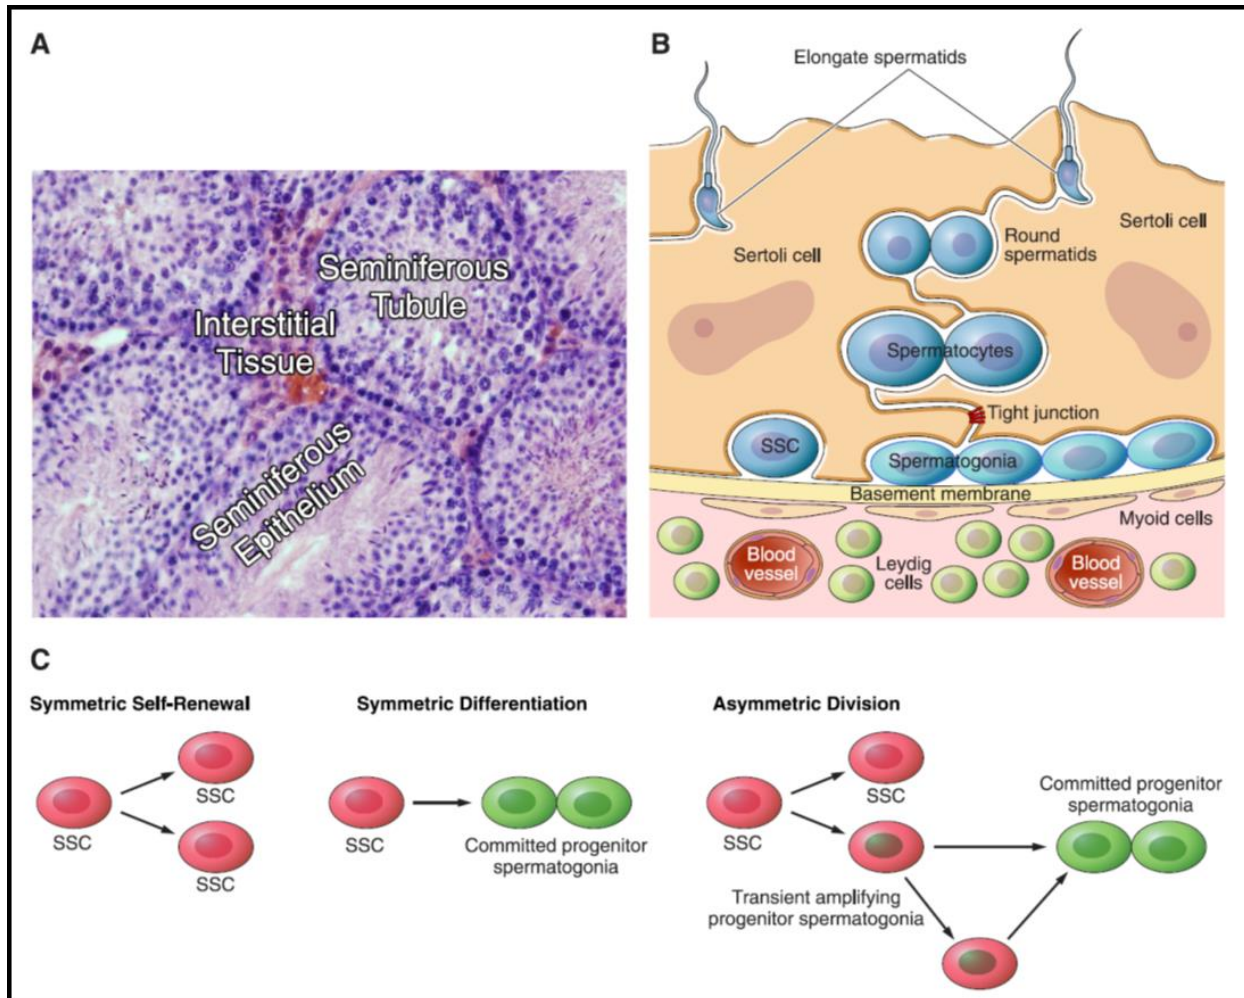 A
Seminiferous
Tubule
Interstitial
Tissue
Seminiferous
Epithelium
B
Elongate spermatids
Sertoli cell
Sertoli cell
Round
spermatids
Spermatocytes
Tight junction
SSC
Spermatogonia
Basement membrane
Myoid cells
Blood
vessel
Leydig
cells
Blood
vessel
C
Symmetric Self-Renewal
SSC
SSC
SSC
Symmetric Differentiation
SSC
Committed progenitor
spermatogonia
Asymmetric Division
SSC
SSC
Transient amplifying
progenitor spermatogonia
Committed progenitor
spermatogonia